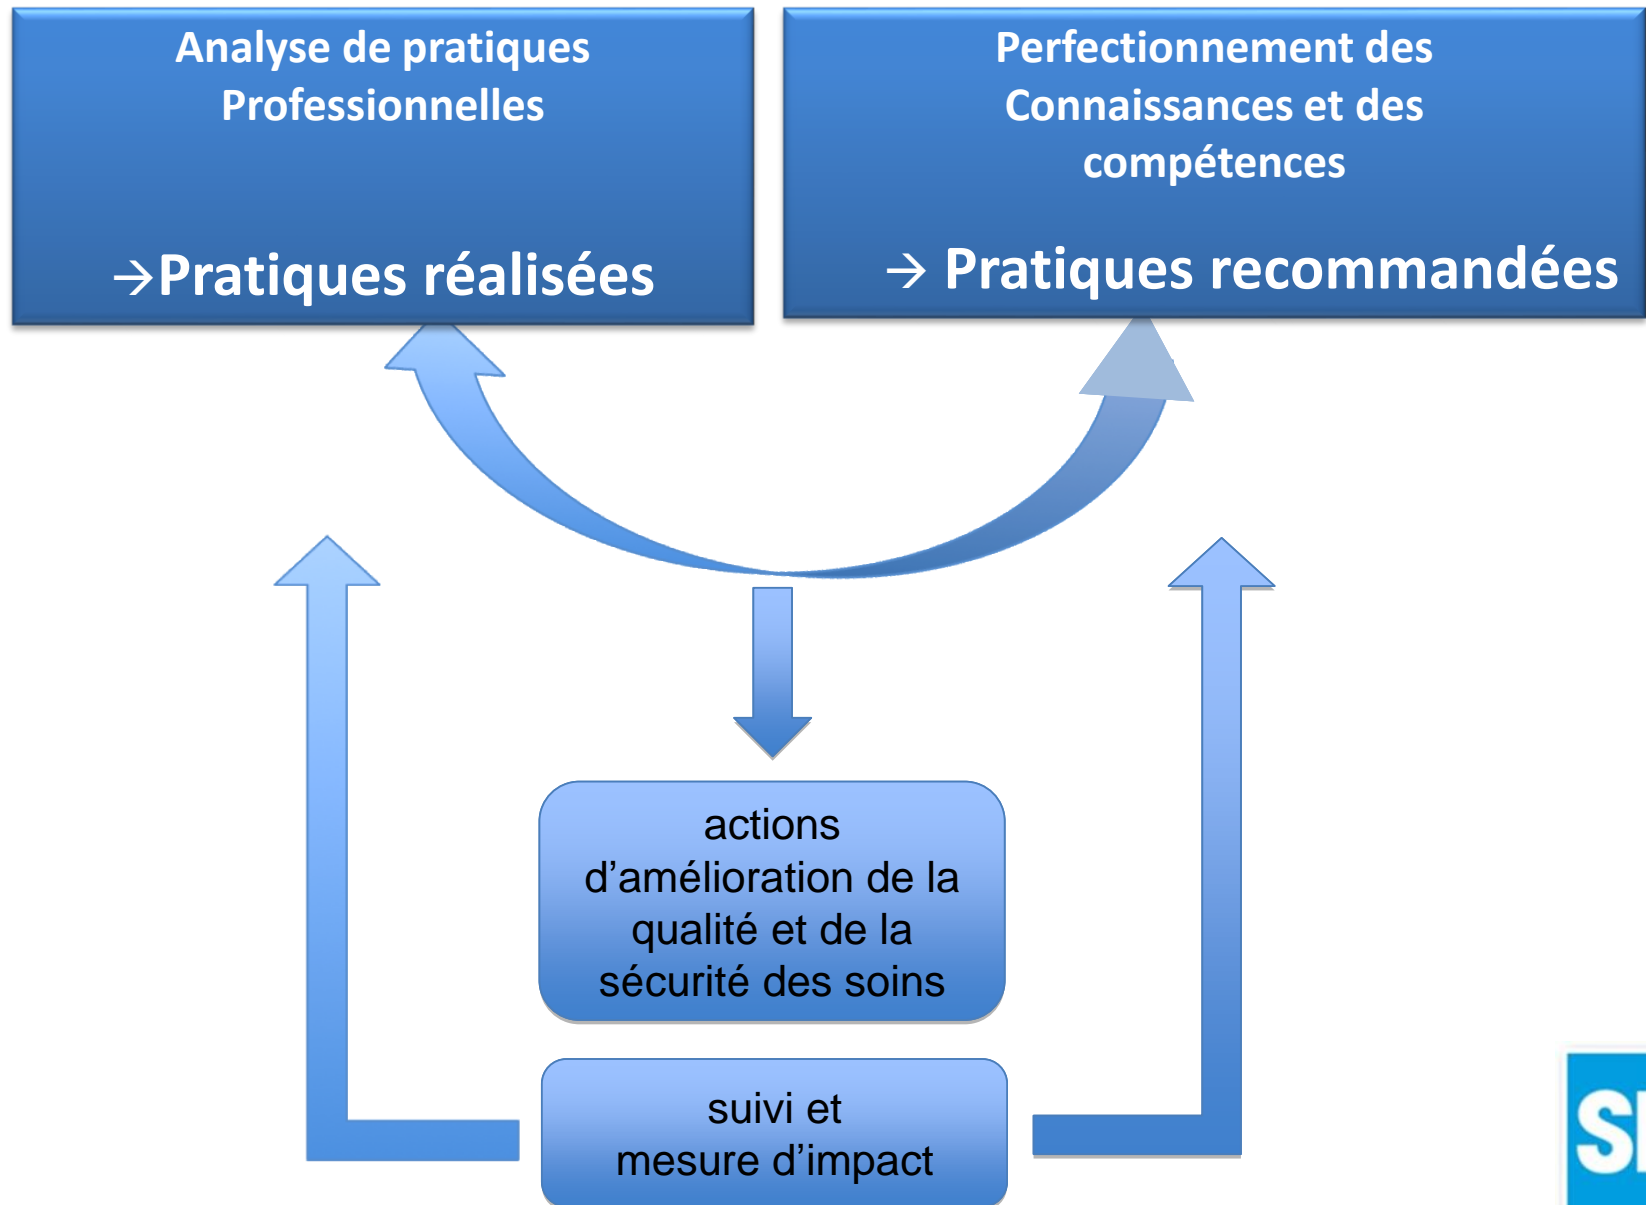 Analyse de pratiques
Professionnelles
→Pratiques réalisées
Perfectionnement des
Connaissances et des
compétences
→ Pratiques recommandées
actions
d’amélioration de la
qualité et de la
sécurité des soins
suivi et
mesure d’impact